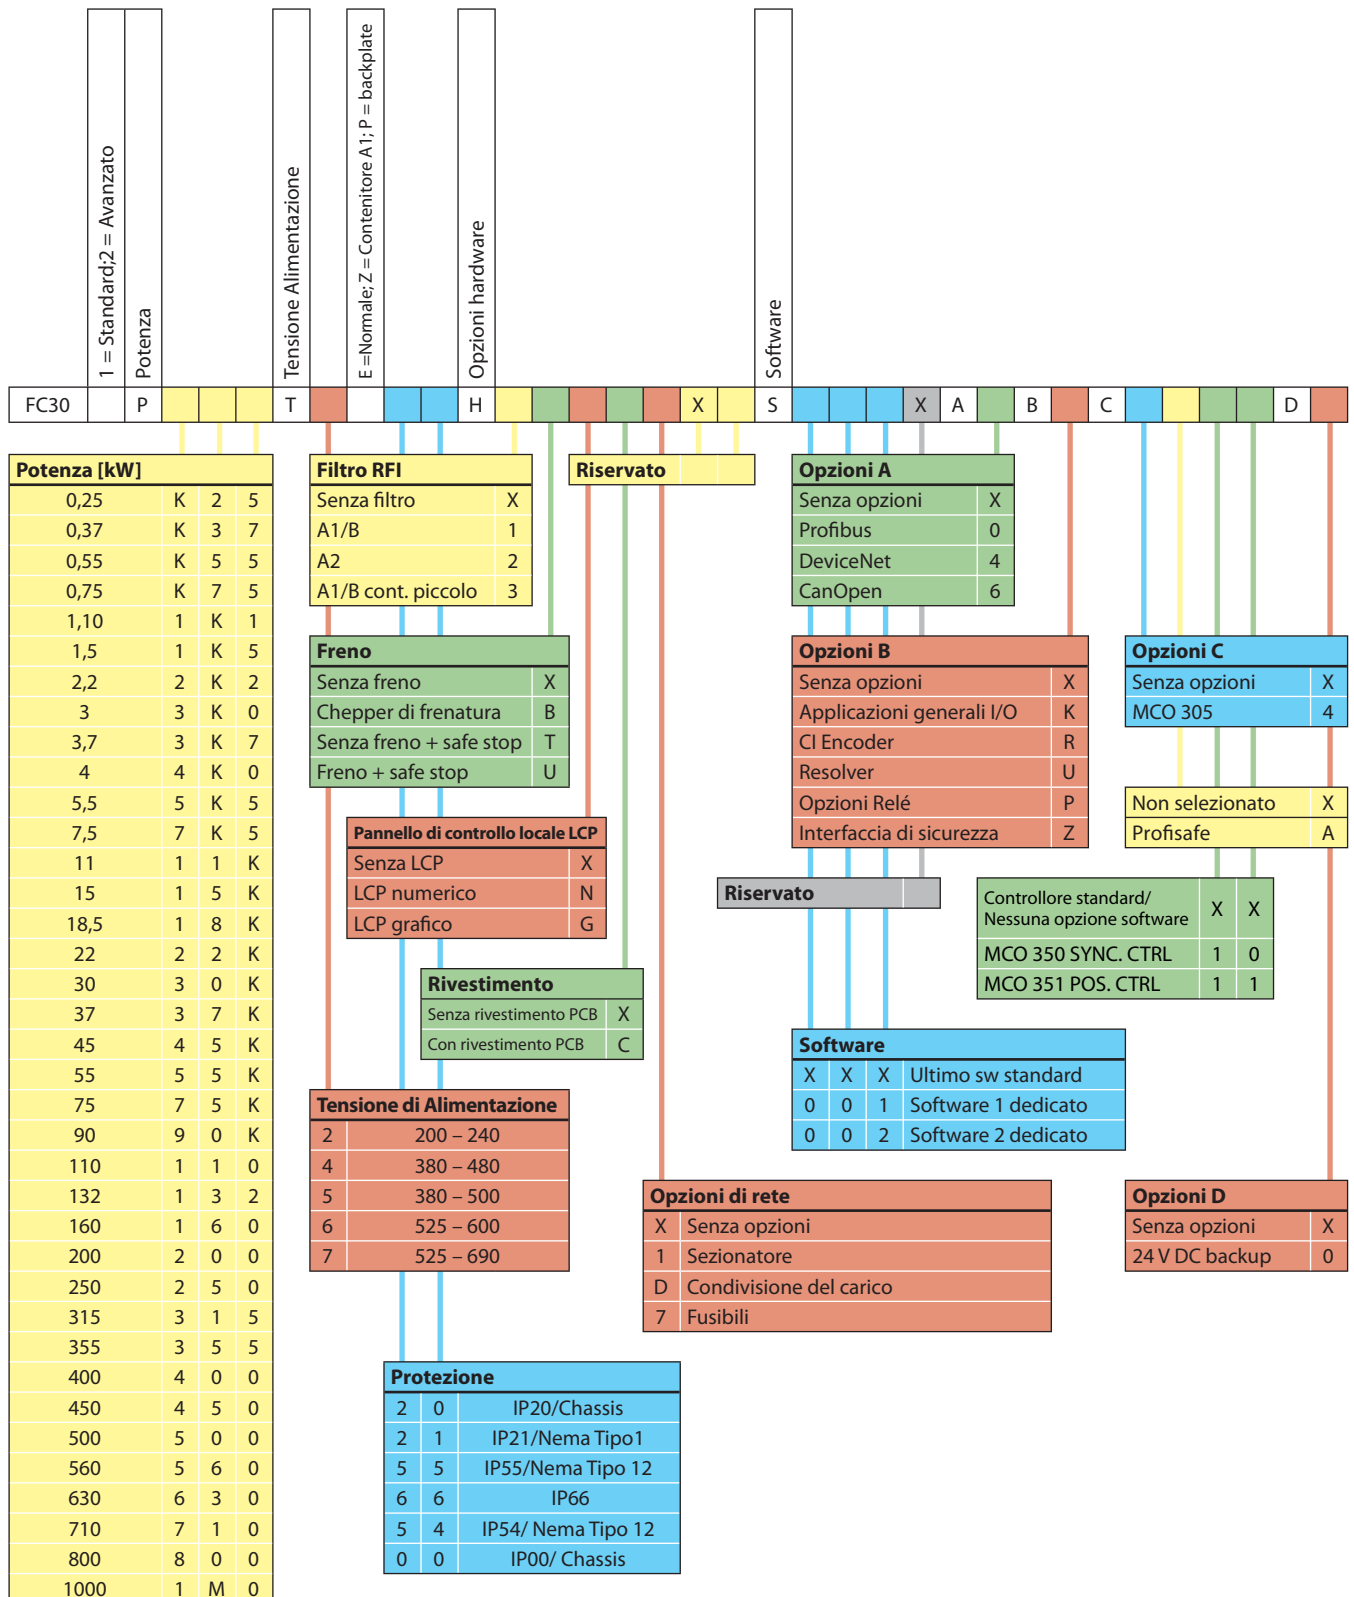 1 = Standard;2 = Avanzato
Potenza
Tensione Alimentazione
E =Normale; Z = Contenitore A1; P = backplate
Opzioni hardware
Software
FC30 P T H X S X A B C D
Potenza [kW]
0,25 K 2 5
0,37 K 3 7
0,55 K 5 5
0,75 K 7 5
1,10 1 K 1
1,5 1 K 5
2,2 2 K 2
3 3 K 0
3,7 3 K 7
4 4 K 0
5,5 5 K 5
7,5 7 K 5
11 1 1 K
15 1 5 K
18,5 1 8 K
22 2 2 K
30 3 0 K
37 3 7 K
45 4 5 K
55 5 5 K
75 7 5 K
90 9 0 K
110 1 1 0
132 1 3 2
160 1 6 0
200 2 0 0
250 2 5 0
315 3 1 5
355 3 5 5
400 4 0 0
450 4 5 0
500 5 0 0
560 5 6 0
630 6 3 0
710 7 1 0
800 8 0 0
1000 1 M 0
Filtro RFI
Senza filtro X
A1/B 1
A2 2
A1/B cont. piccolo 3
Freno
Senza freno X
Chepper di frenatura B
Senza freno + safe stop T
Freno + safe stop U
Pannello di controllo locale LCP
Senza LCP X
LCP numerico N
LCP grafico G
Rivestimento
Senza rivestimento PCB X
Con rivestimento PCB C
Tensione di Alimentazione
2 200 – 240
4 380 – 480
5 380 – 500
6 525 – 600
7 525 – 690
Protezione
2 0 IP20/Chassis
2 1 IP21/Nema Tipo1
5 5 IP55/Nema Tipo 12
6 6 IP66
5 4 IP54/ Nema Tipo 12
0 0 IP00/ Chassis
Riservato
Opzioni di rete
X Senza opzioni
1 Sezionatore
D Condivisione del carico
7 Fusibili
Opzioni A
Senza opzioni X
Profibus 0
DeviceNet 4
CanOpen 6
Opzioni B
Senza opzioni X
Applicazioni generali I/O K
CI Encoder R
Resolver U
Opzioni Relé P
Interfaccia di sicurezza Z
Riservato
Software
X X X Ultimo sw standard
0 0 1 Software 1 dedicato
0 0 2 Software 2 dedicato
Opzioni C
Senza opzioni X
MCO 305 4
Non selezionato X
Profisafe A
Controllore standard/
Nessuna opzione software X X
MCO 350 SYNC. CTRL 1 0
MCO 351 POS. CTRL 1 1
Opzioni D
Senza opzioni X
24 V DC backup 0